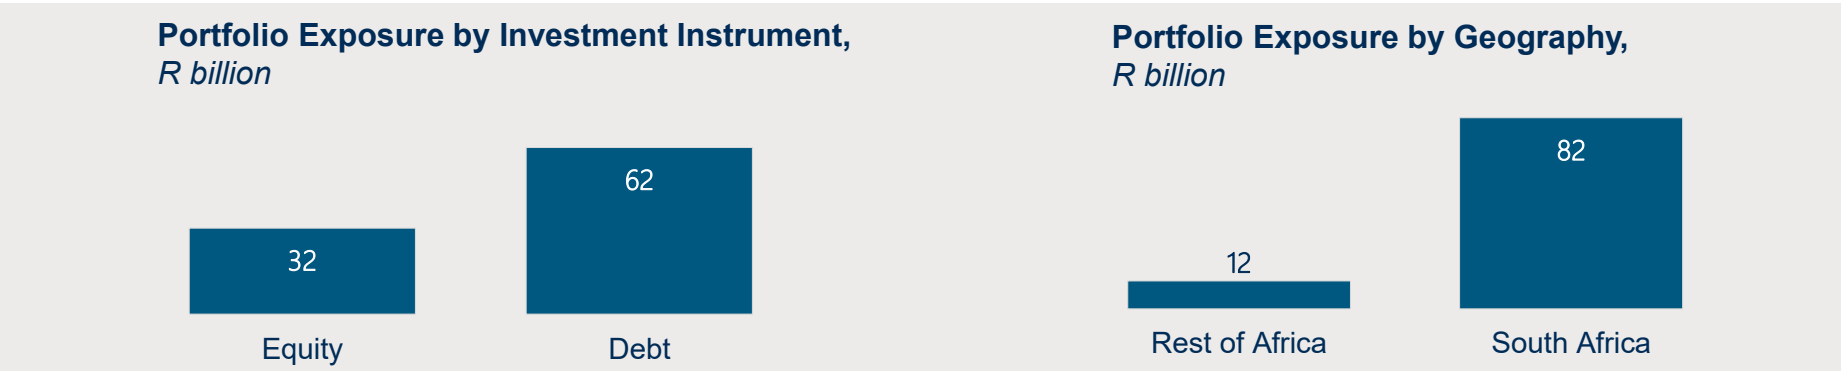 Portfolio Exposure by Investment Instrument,
R billion
62
32
Equity
Debt
Portfolio Exposure by Geography,
R billion
82
12
Rest of Africa
South Africa